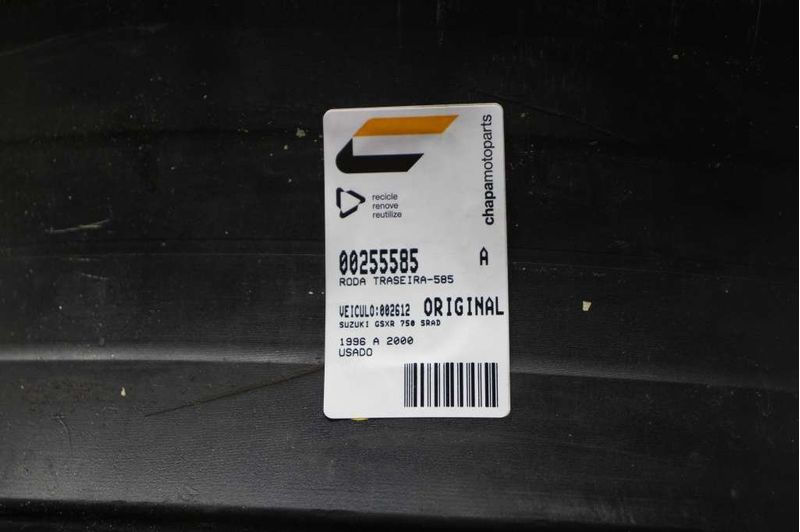 chapamotoparts
recicle
renove
reutilize
00255585 A
RODA TRASEIRA-585
VEICULO:002612 ORIGINAL
SUZUKI GSXR 750 SRAD
1996 A 2000
USADO